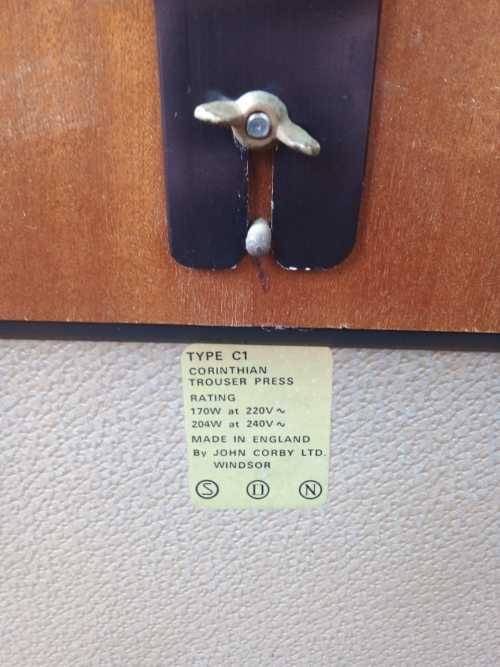 TYPE C1
CORINTHIAN
TROUSER PRESS
RATING
170W at 220V ~
204W at 240V ~
MADE IN ENGLAND
By JOHN CORBY LTD.
WINDSOR
Ⓢ Ⓓ Ⓝ